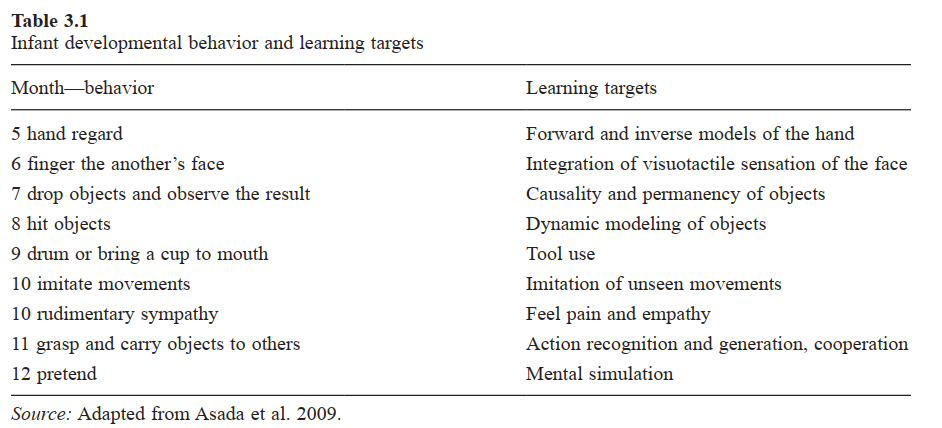 Table 3.1
Infant developmental behavior and learning targets
Month—behavior Learning targets
5 hand regard Forward and inverse models of the hand
6 finger the another’s face Integration of visuotactile sensation of the face
7 drop objects and observe the result Causality and permanency of objects
8 hit objects Dynamic modeling of objects
9 drum or bring a cup to mouth Tool use
10 imitate movements Imitation of unseen movements
10 rudimentary sympathy Feel pain and empathy
11 grasp and carry objects to others Action recognition and generation, cooperation
12 pretend Mental simulation
Source: Adapted from Asada et al. 2009.